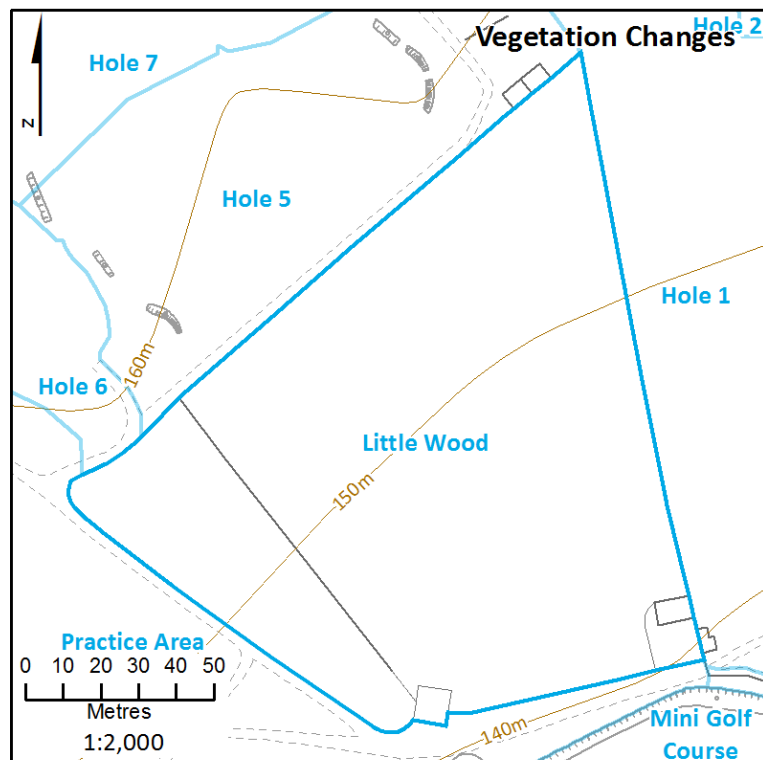 Hole 2
Vegetation Changes
Hole 7
Z
Hole 5
Hole 1
160m
Hole 6
Little Wood
150m
Practice Area
0 10 20 30 40 50
Metres
1:2,000
140m
Mini Golf
Course